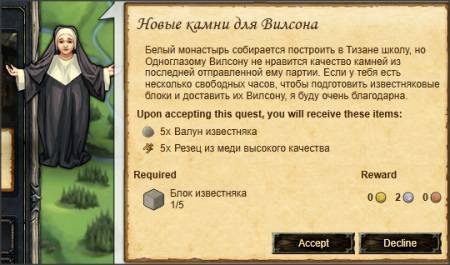 Новые камни для Вилсона
Белый монастырь собирается построить в Тизане школу, но
Одноглазому Вилсону не нравится качество камней из
последней отправленной ему партии. Если у тебя есть
несколько свободных часов, чтобы подготовить известняковые
блоки и доставить их Вилсону, я буду очень благодарна.
Upon accepting this quest, you will receive these items:
5x Валун известняка
5x Резец из меди высокого качества
Required Reward
Блок известняка
1/5
0 2 0
Accept Decline